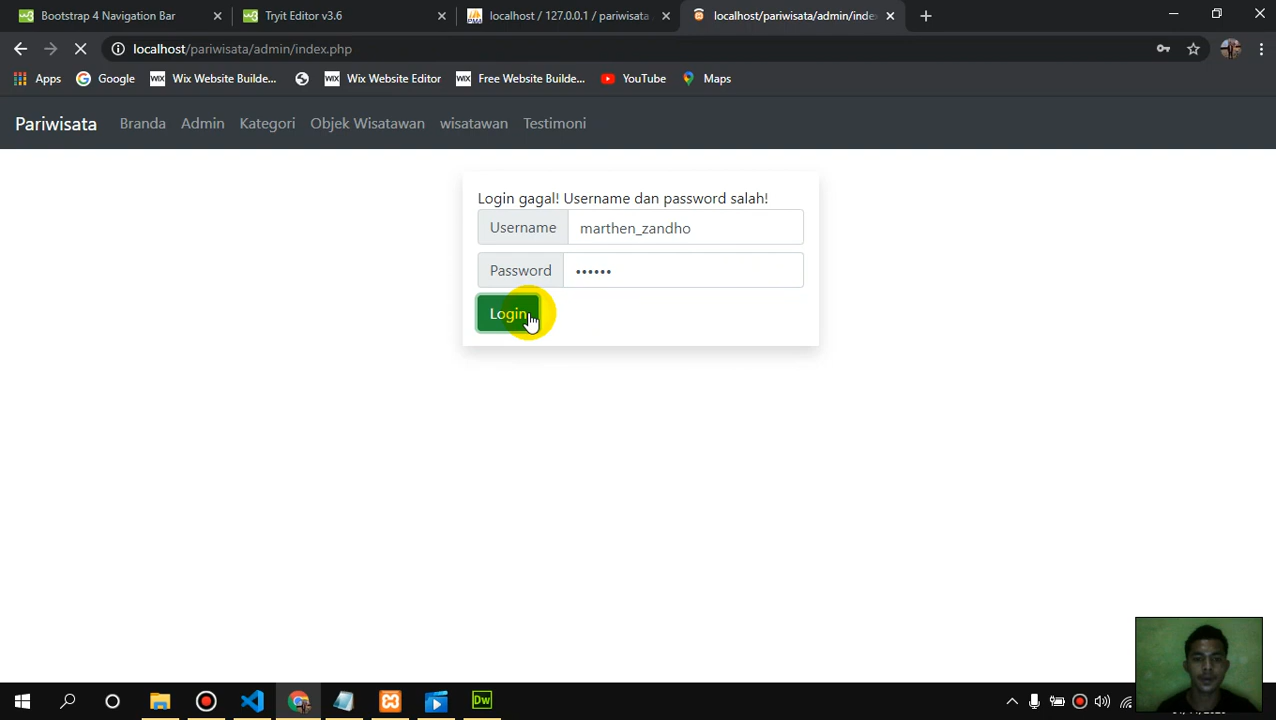 Bootstrap 4 Navigation Bar
Tryit Editor v3.6
localhost / 127.0.0.1 / pariwisata
localhost/pariwisata/admin/inde
localhost/pariwisata/admin/index.php
Apps
Google
Wix Website Builde...
Wix Website Editor
Free Website Builde...
YouTube
Maps
Pariwisata
Branda
Admin
Kategori
Objek Wisatawan
wisatawan
Testimoni
Login gagal! Username dan password salah!
Username
marthen_zandho
Password
Login
Dw